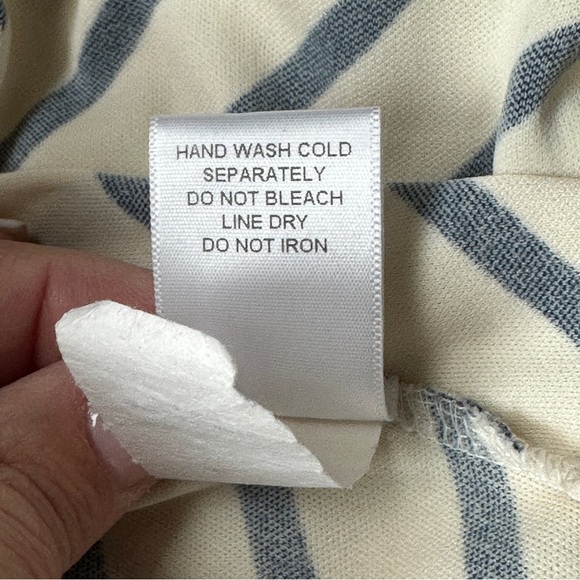 HAND WASH COLD
SEPARATELY
DO NOT BLEACH
LINE DRY
DO NOT IRON